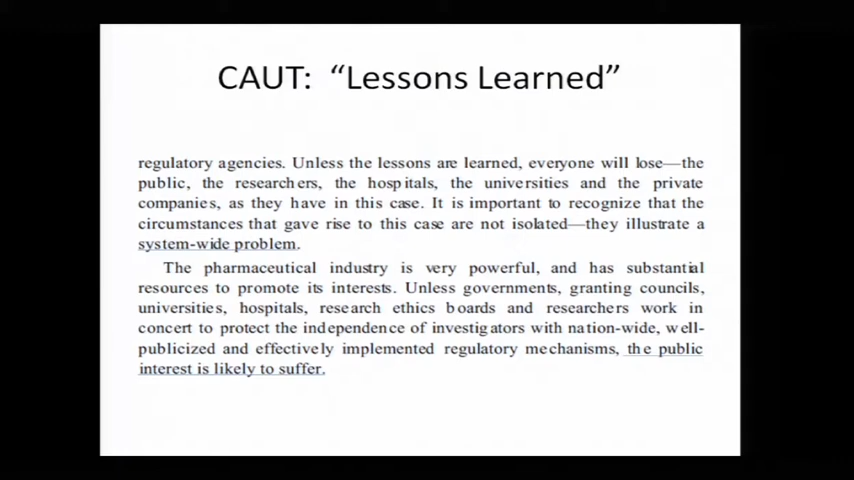 CAUT: “Lessons Learned”
regulatory agencies. Unless the lessons are learned, everyone will lose—the
public, the researchers, the hospitals, the universities and the private
companies, as they have in this case. It is important to recognize that the
circumstances that gave rise to this case are not isolated—they illustrate a
system-wide problem.
The pharmaceutical industry is very powerful, and has substantial
resources to promote its interests. Unless governments, granting councils,
universities, hospitals, research ethics boards and researchers work in
concert to protect the independence of investigators with nation-wide, well-
publicized and effectively implemented regulatory mechanisms, the public
interest is likely to suffer.